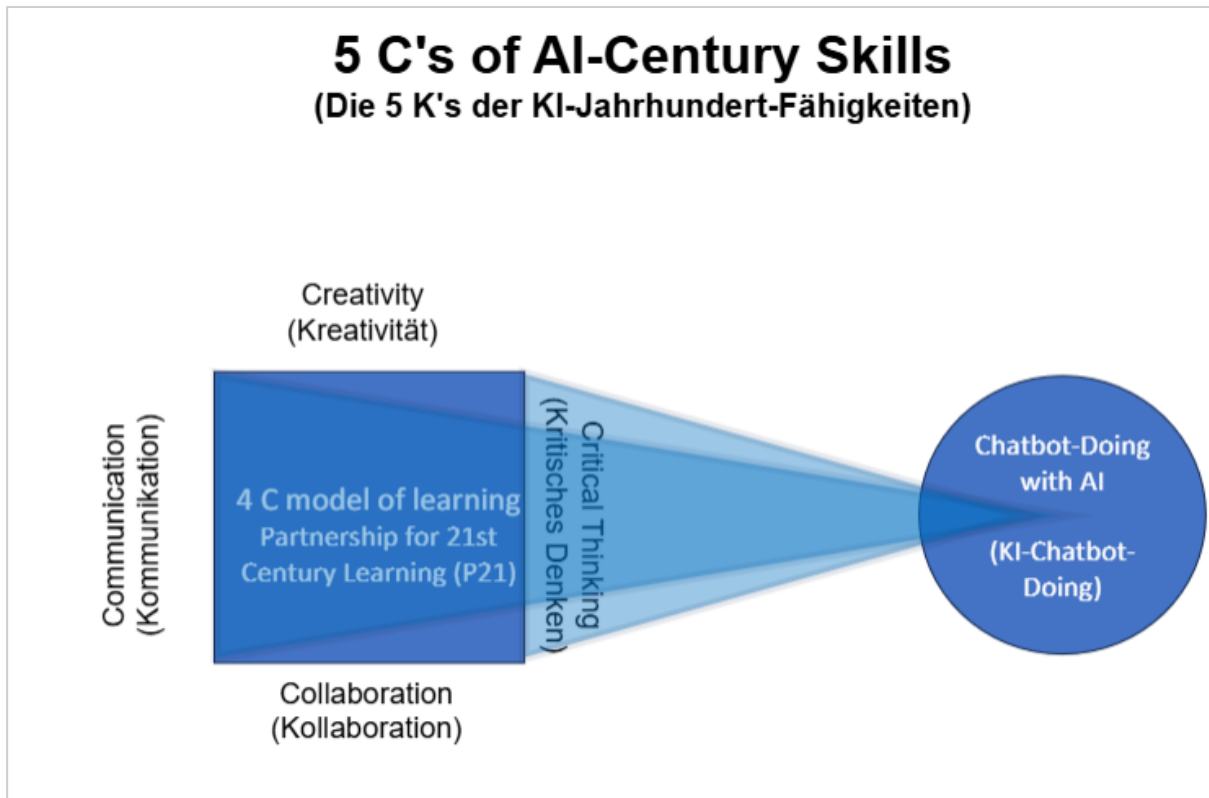 5 C's of AI-Century Skills
(Die 5 K's der KI-Jahrhundert-Fähigkeiten)
Creativity
(Kreativität)
Communication
(Kommunikation)
4 C model of learning
Partnership for 21st
Century Learning (P21)
Critical Thinking
(Kritisches Denken)
Chatbot-Doing
with AI
(KI-Chatbot-
Doing)
Collaboration
(Kollaboration)